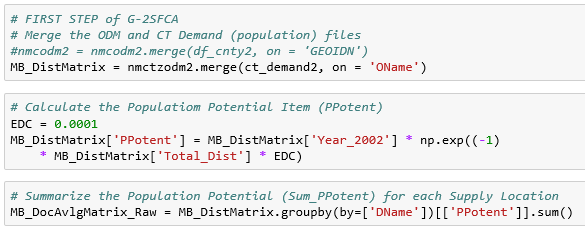 # FIRST STEP of G-2SFCA
# Merge the ODM and CT Demand (population) files
#nmcodm2 = nmcodm2.merge(df_cnty2, on = 'GEOIDN')
MB_DistMatrix = nmctzodm2.merge(ct_demand2, on = 'OName')
# Calculate the Populatiom Potential Item (PPotent)
EDC = 0.0001
MB_DistMatrix['PPotent'] = MB_DistMatrix['Year_2002'] * np.exp((-1)
* MB_DistMatrix['Total_Dist'] * EDC)
# Summarize the Population Potential (Sum_PPotent) for each Supply Location
MB_DocAvlgMatrix_Raw = MB_DistMatrix.groupby(by=['DName'])[['PPotent']].sum()